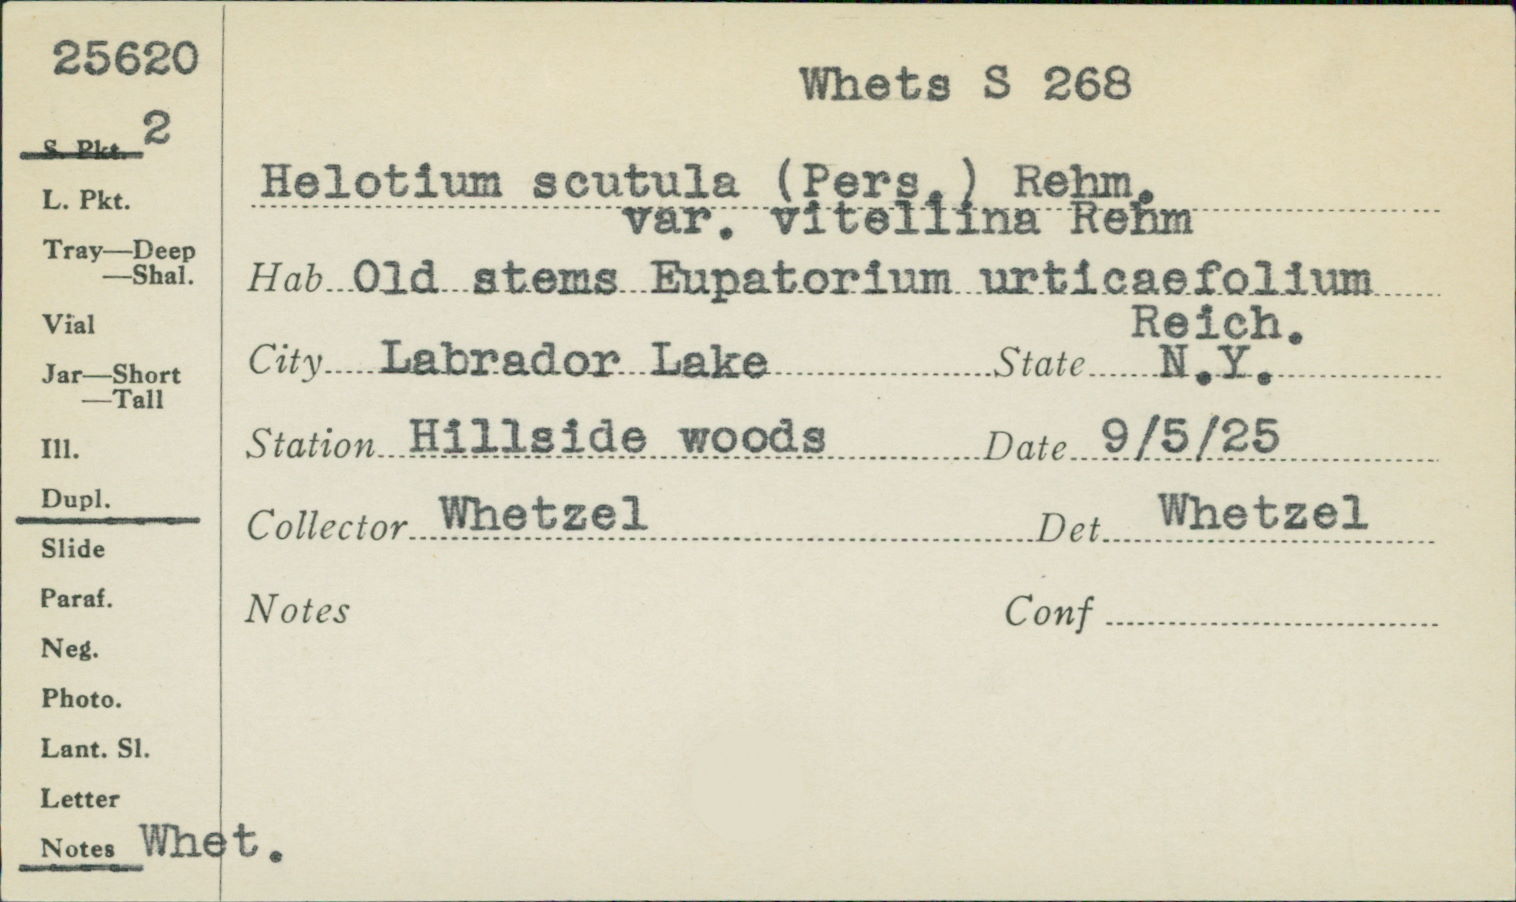 25620
Whets S 268
S. Pkt. 2
L. Pkt.
Tray—Deep
—Shal.
Vial
Jar—Short
—Tall
Ill.
Dupl.
Slide
Paraf.
Neg.
Photo.
Lant. Sl.
Letter
Notes Whet.
Helotium scutula (Pers.) Rehm.
var. vitellina Rehm
Hab Old stems Eupatorium urticaefolium
Reich.
City Labrador Lake State N.Y.
Station Hillside woods Date 9/5/25
Collector Whetzel Det Whetzel
Notes Conf